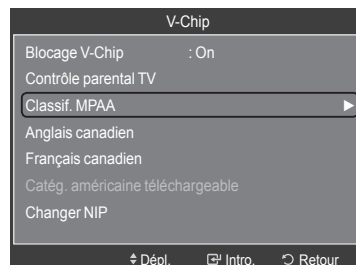 V-Chip
Blocage V-Chip : On
Contrôle parental TV
Classif. MPAA
Anglais canadien
Français canadien
Catég. américaine téléchargeable
Changer NIP
Dépl. Intro. Retour